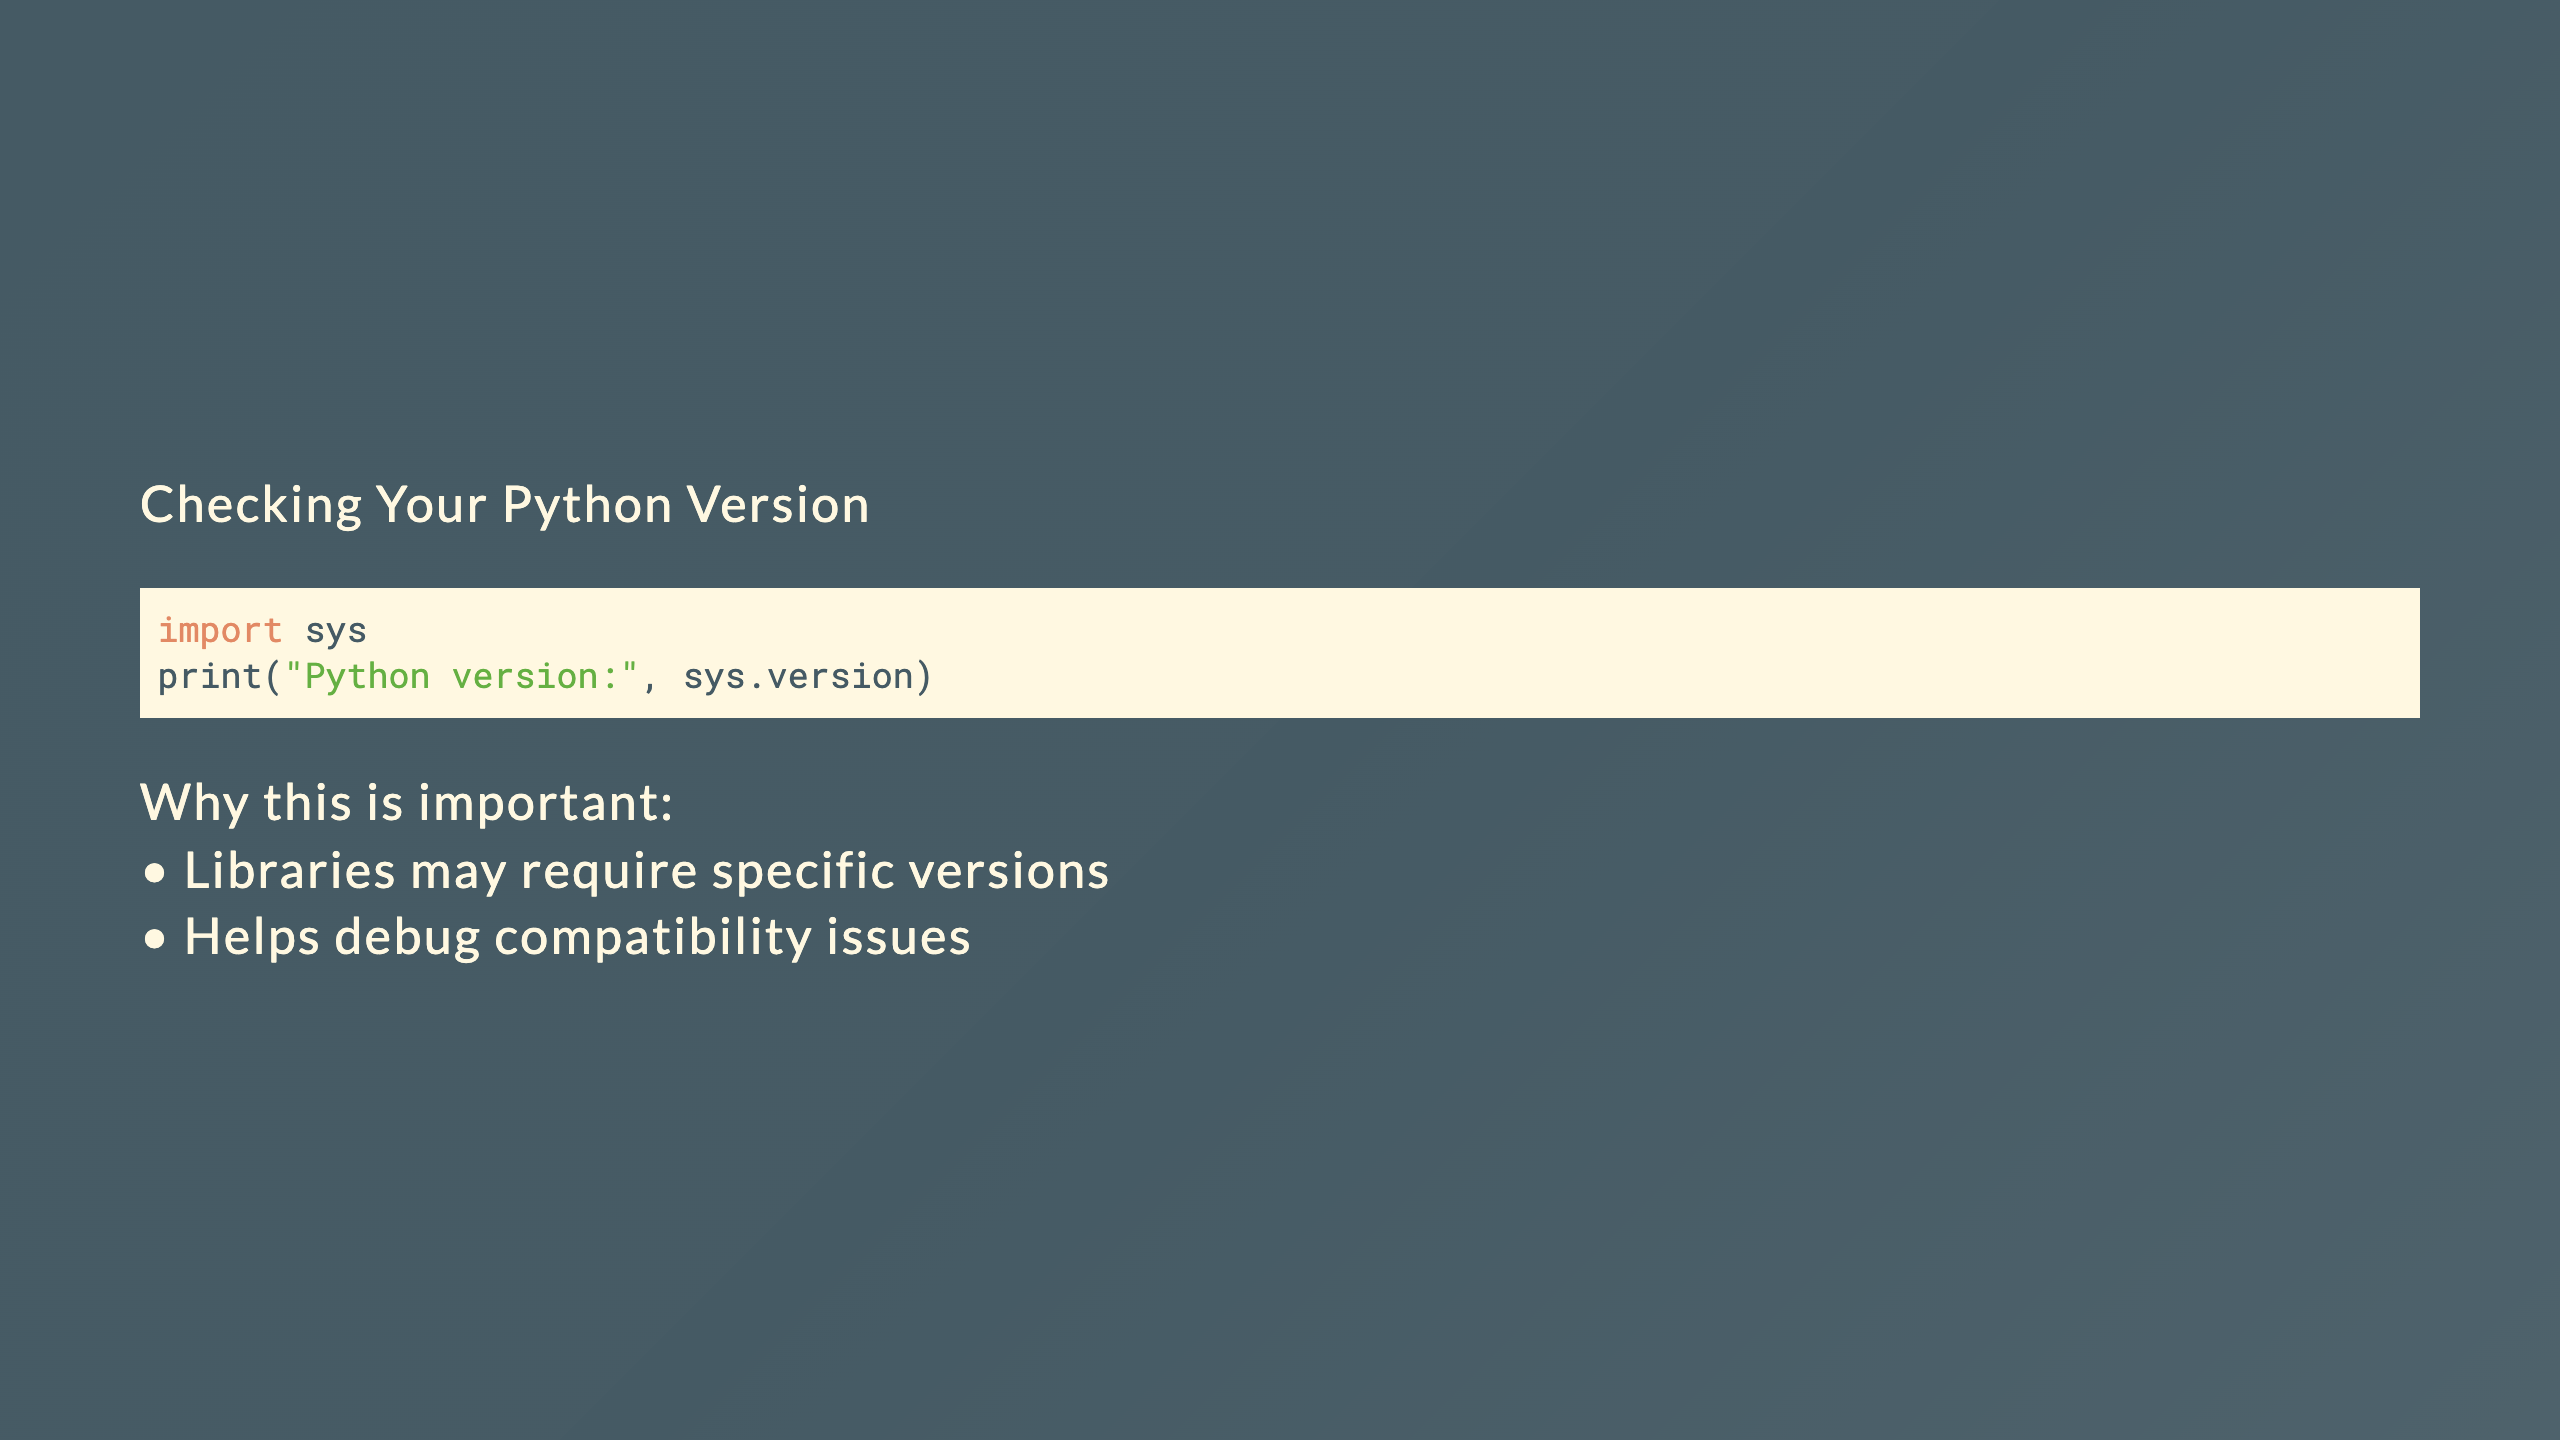 Checking Your Python Version
import sys
print("Python version:", sys.version)
Why this is important:
• Libraries may require specific versions
• Helps debug compatibility issues